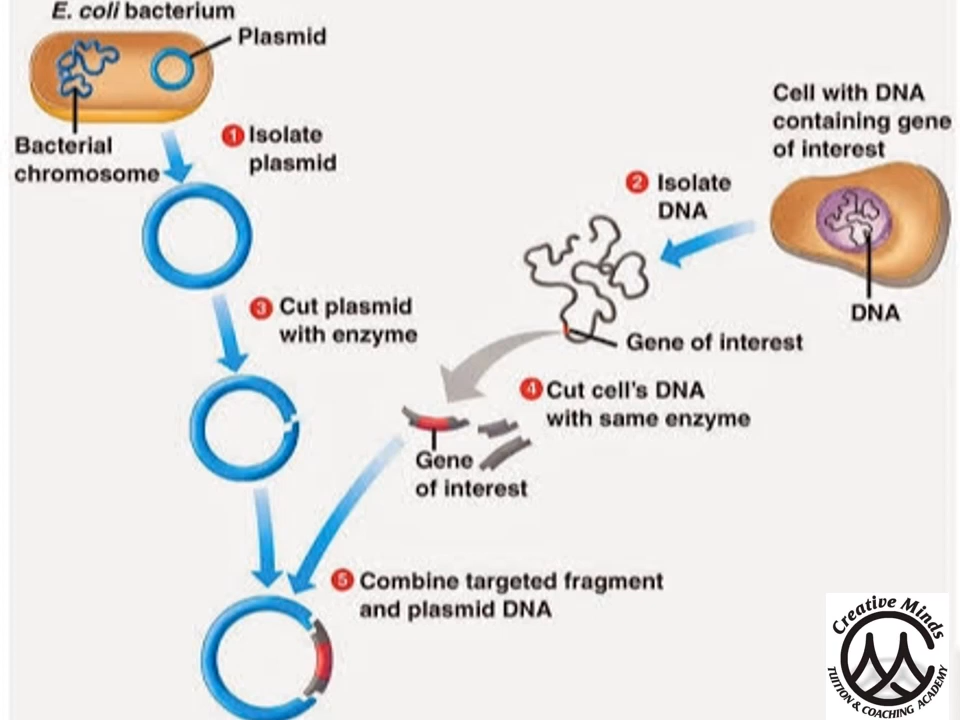 E. coli bacterium
Plasmid
Bacterial
chromosome
1 Isolate
plasmid
Cell with DNA
containing gene
of interest
2 Isolate
DNA
DNA
3 Cut plasmid
with enzyme
Gene of interest
4 Cut cell's DNA
with same enzyme
Gene
of interest
5 Combine targeted fragment
and plasmid DNA
Creative Minds
TUITION & COACHING ACADEMY